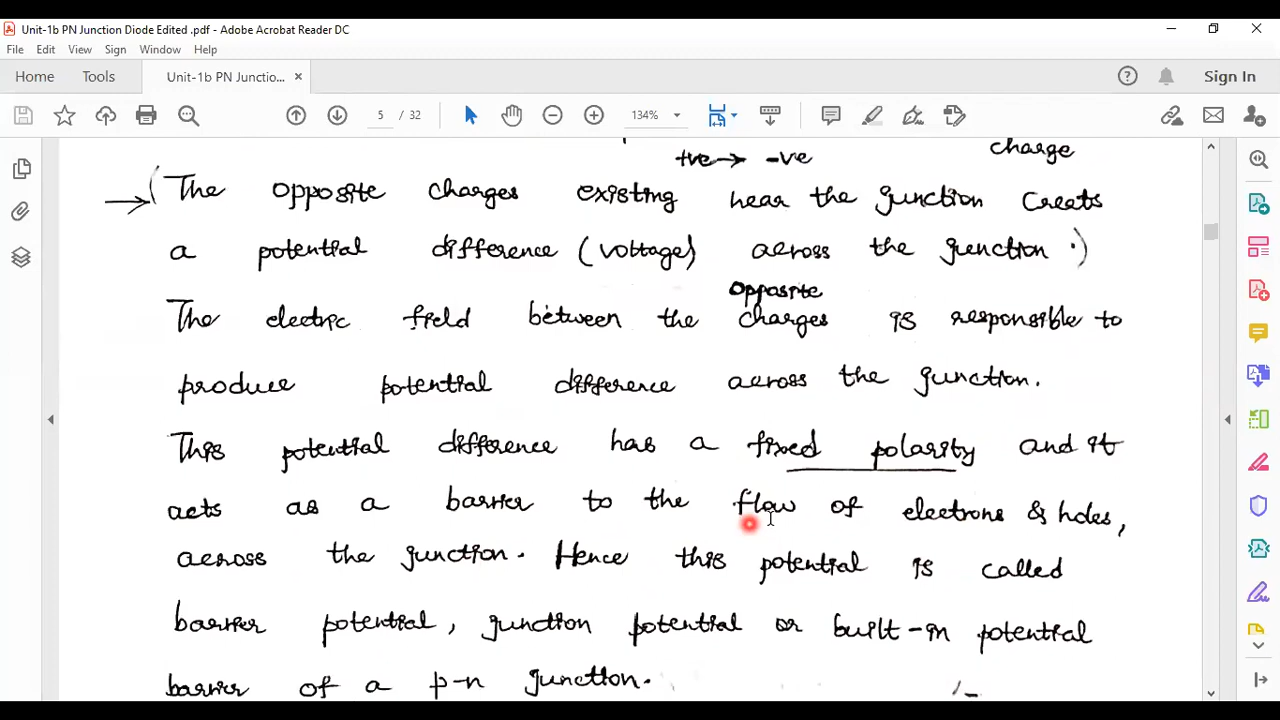 Unit-1b PN Junction Diode Edited .pdf - Adobe Acrobat Reader DC
File Edit View Sign Window Help
Home Tools Unit-1b PN Junctio... × Sign In
5 / 32 134%
+ve → -ve charge
→ (The opposite charges existing near the junction creats
a potential difference (voltage) across the junction.)
opposite
The electric field between the charges is responsible to
produce potential difference across the junction.
This potential difference has a fixed polarity and it
acts as a barrier to the flow of electrons & holes,
across the junction. Hence this potential is called
barrier potential, junction potential or built-in potential
barrier of a p-n junction.